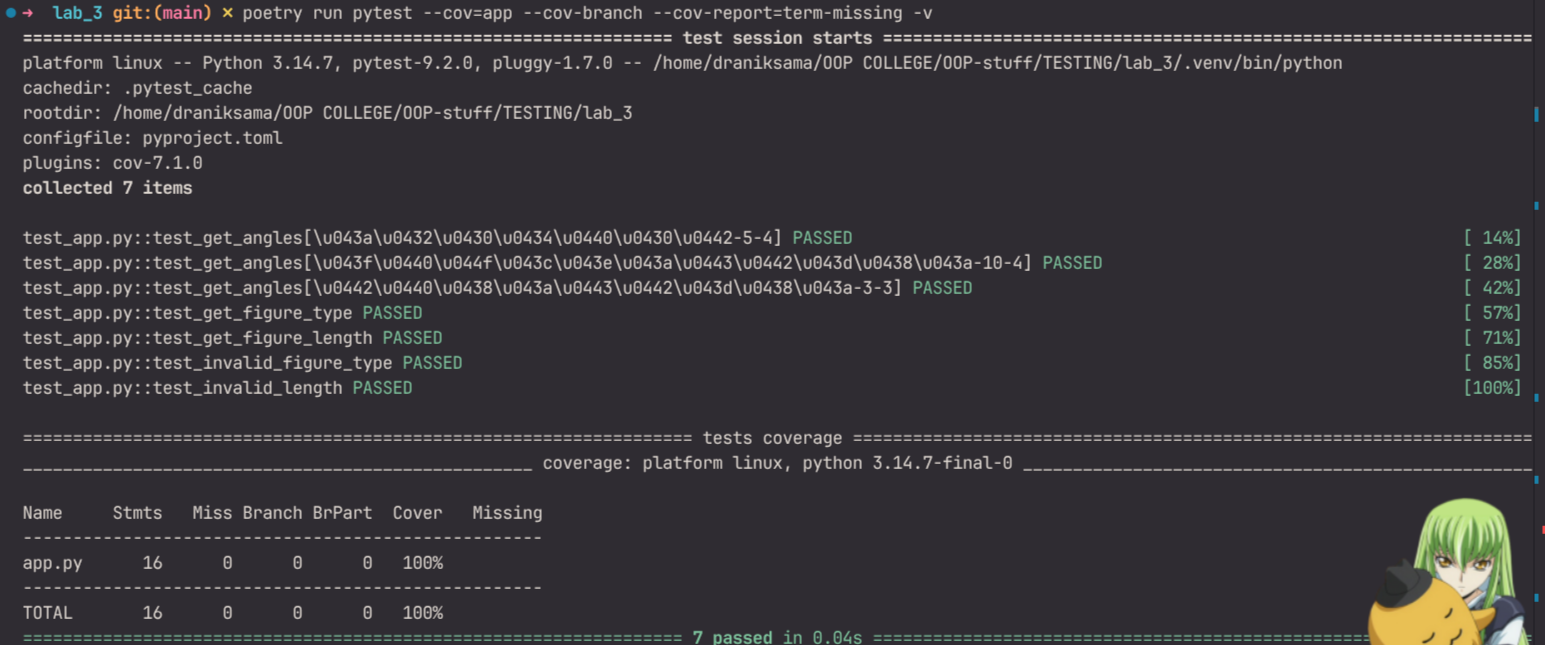 ➜ lab_3 git:(main) ✗ poetry run pytest --cov=app --cov-branch --cov-report=term-missing -v
================================================================= test session starts =================================================================
platform linux -- Python 3.14.7, pytest-9.2.0, pluggy-1.7.0 -- /home/draniksama/OOP COLLEGE/OOP-stuff/TESTING/lab_3/.venv/bin/python
cachedir: .pytest_cache
rootdir: /home/draniksama/OOP COLLEGE/OOP-stuff/TESTING/lab_3
configfile: pyproject.toml
plugins: cov-7.1.0
collected 7 items
test_app.py::test_get_angles[\u043a\u0432\u0430\u0434\u0440\u0430\u0442-5-4] PASSED [ 14%]
test_app.py::test_get_angles[\u043f\u0440\u044f\u043c\u043e\u043a\u0443\u0442\u043d\u0438\u043a-10-4] PASSED [ 28%]
test_app.py::test_get_angles[\u0442\u0440\u0438\u043a\u0443\u0442\u043d\u0438\u043a-3-3] PASSED [ 42%]
test_app.py::test_get_figure_type PASSED [ 57%]
test_app.py::test_get_figure_length PASSED [ 71%]
test_app.py::test_invalid_figure_type PASSED [ 85%]
test_app.py::test_invalid_length PASSED [100%]
=================================================================== tests coverage ====================================================================
___________________________________________________ coverage: platform linux, python 3.14.7-final-0 ___________________________________________________
Name     Stmts   Miss Branch BrPart  Cover   Missing
----------------------------------------------------
app.py      16      0      0      0   100%
----------------------------------------------------
TOTAL       16      0      0      0   100%
================================================================== 7 passed in 0.04s ==================================================================